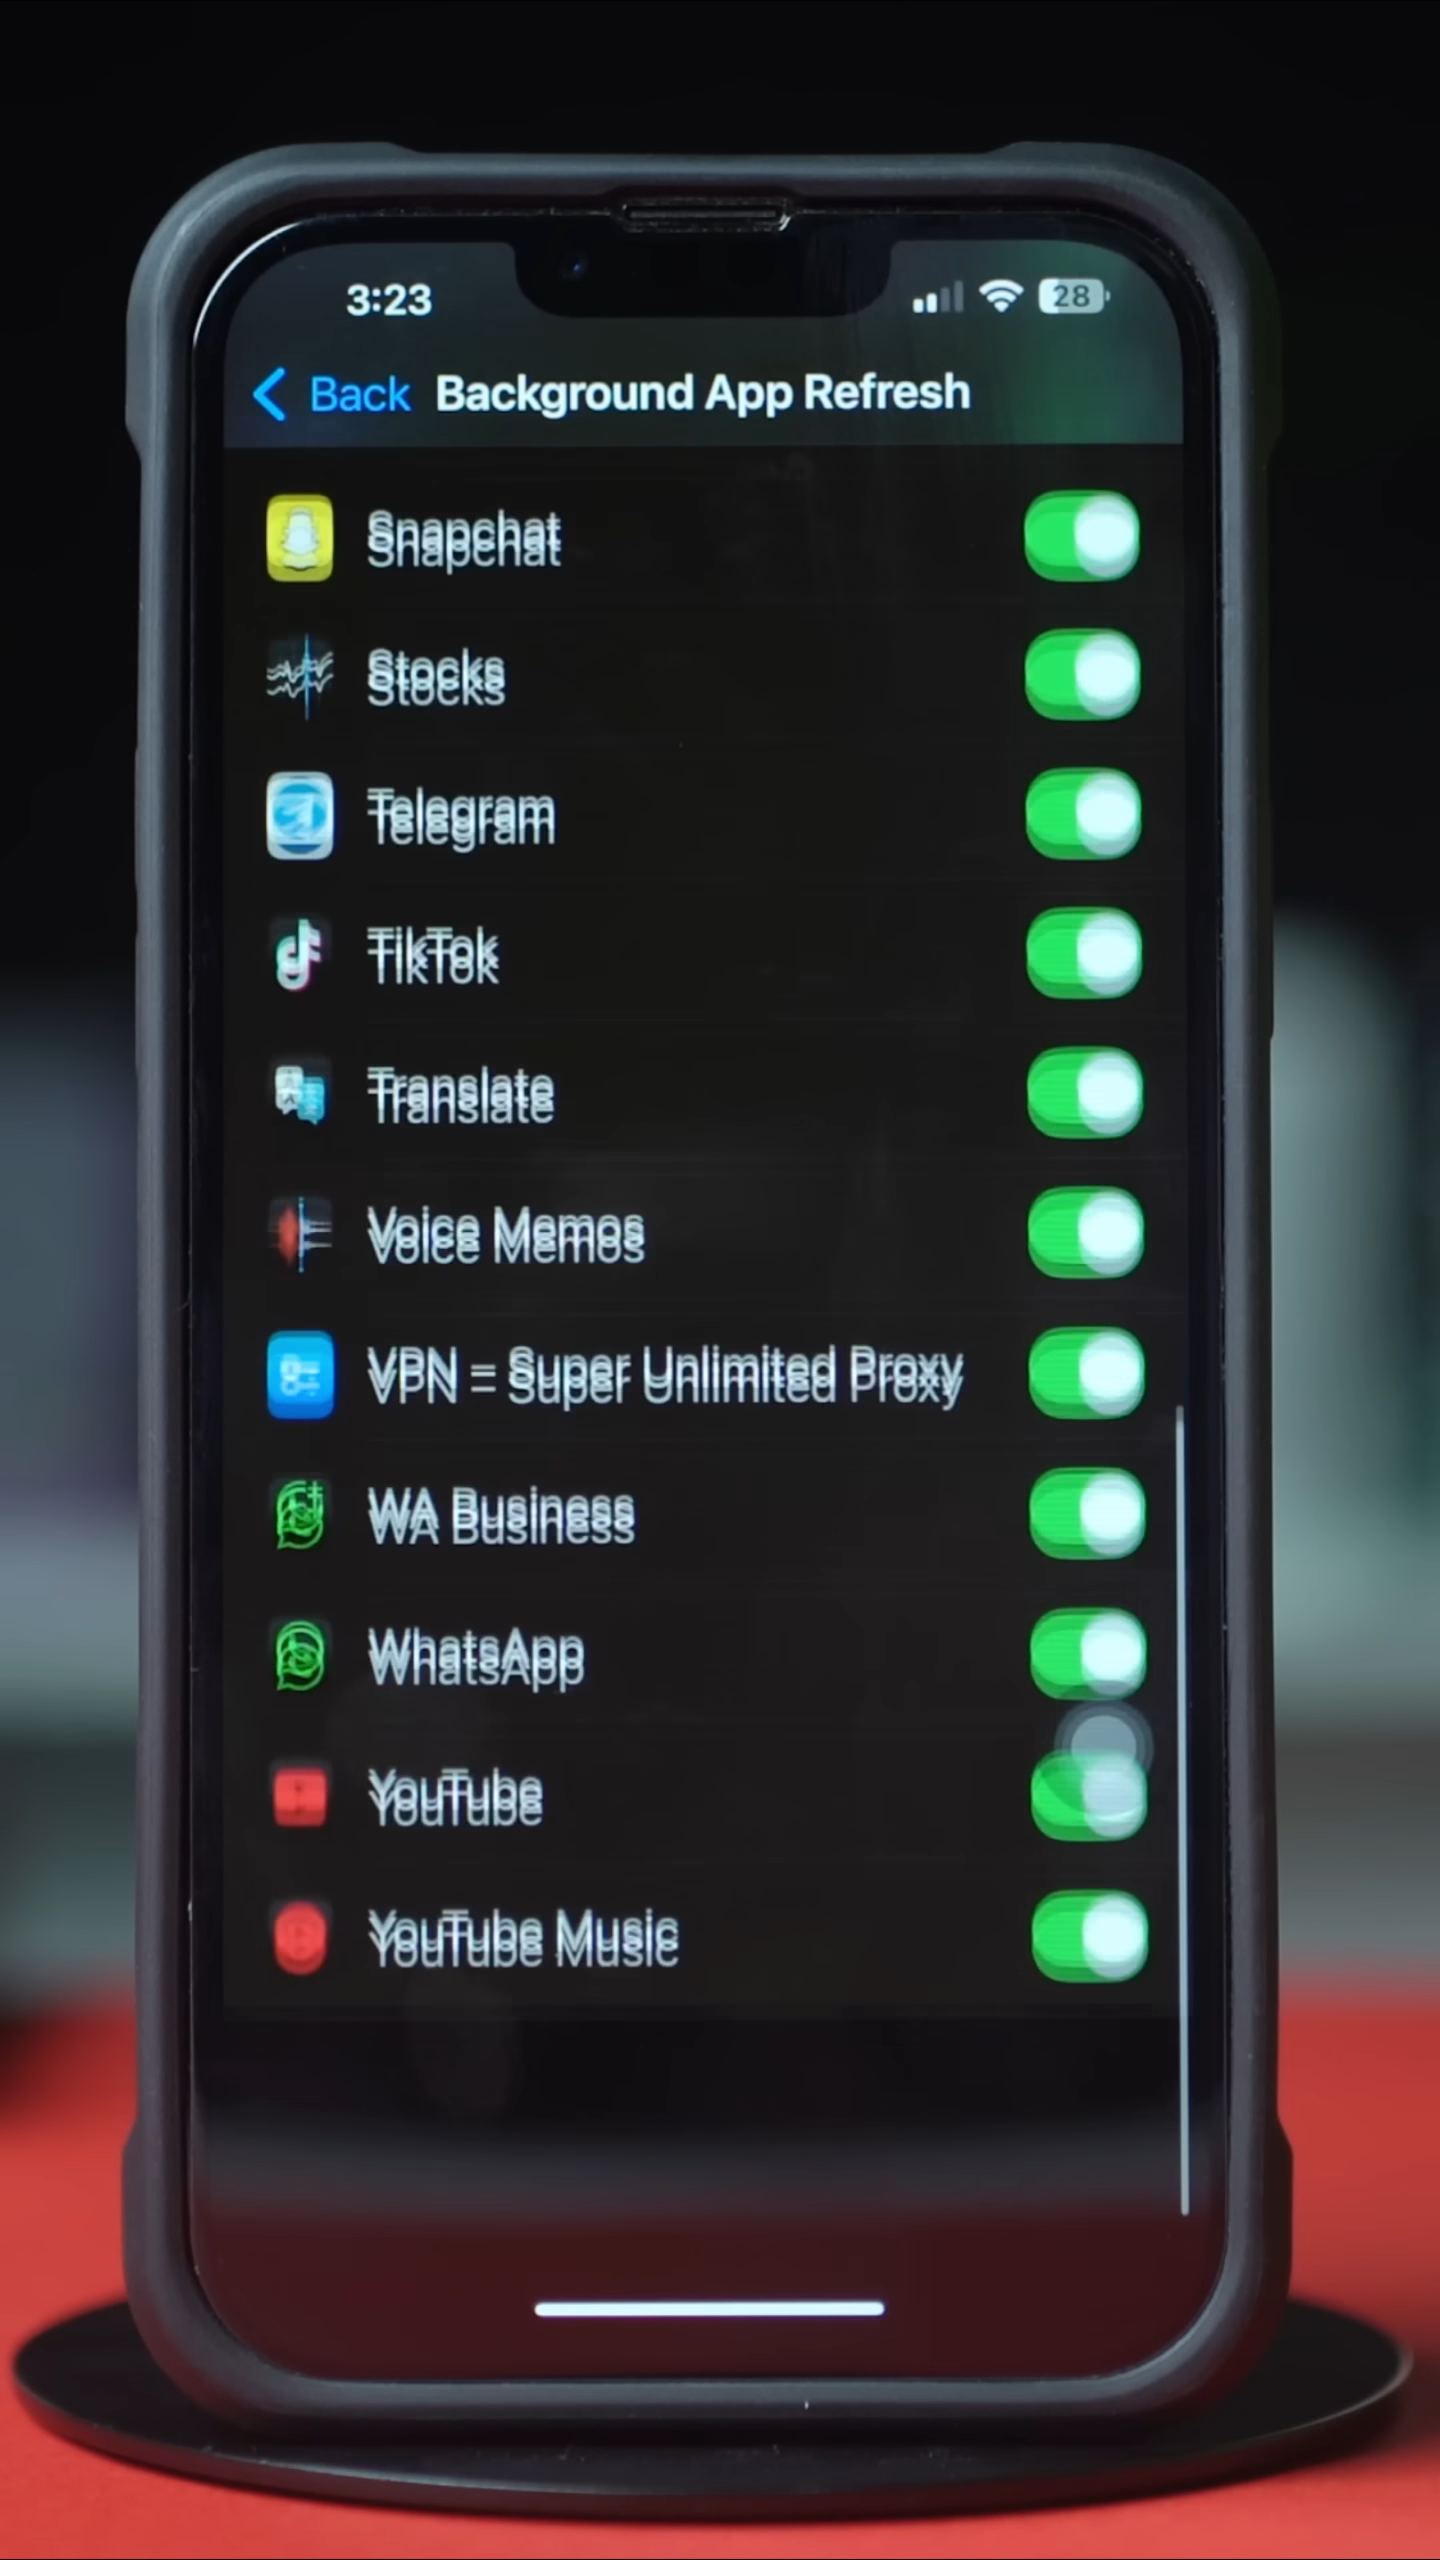 3:23
28
Back Background App Refresh
Snapchat
Stocks
Telegram
TikTok
Translate
Voice Memos
VPN = Super Unlimited Proxy
WA Business
WhatsApp
YouTube
YouTube Music